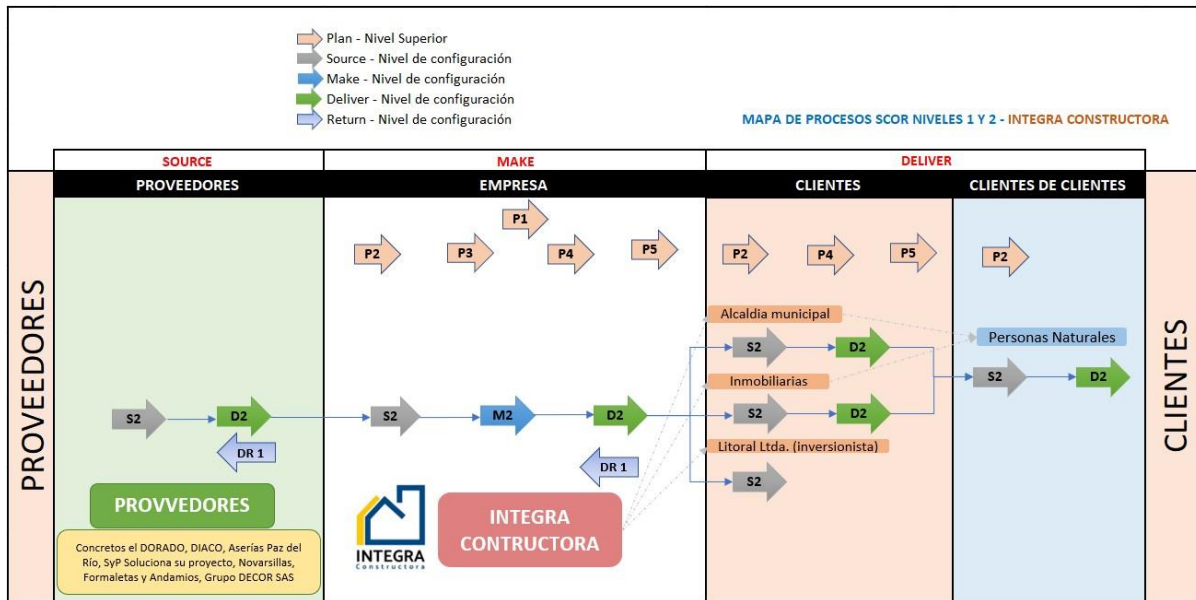 Plan - Nivel Superior
Source - Nivel de configuración
Make - Nivel de configuración
Deliver - Nivel de configuración
Return - Nivel de configuración
MAPA DE PROCESOS SCOR NIVELES 1 Y 2 - INTEGRA CONSTRUCTORA
SOURCE
MAKE
DELIVER
PROVEEDORES
EMPRESA
CLIENTES
CLIENTES DE CLIENTES
PROVEEDORES
P1
P2
P3
P4
P5
P2
P4
P5
P2
Alcaldia municipal
S2
D2
Personas Naturales
Inmobiliarias
S2
D2
S2
D2
S2
D2
S2
M2
D2
Litoral Ltda. (inversionista)
DR 1
DR 1
S2
PROVVEDORES
Concretos el DORADO, DIACO, Aserías Paz del
Río, SyP Soluciona su proyecto, Novarsillas,
Formaletas y Andamios, Grupo DECOR SAS
INTEGRA
Constructora
INTEGRA
CONTRUCTORA
CLIENTES